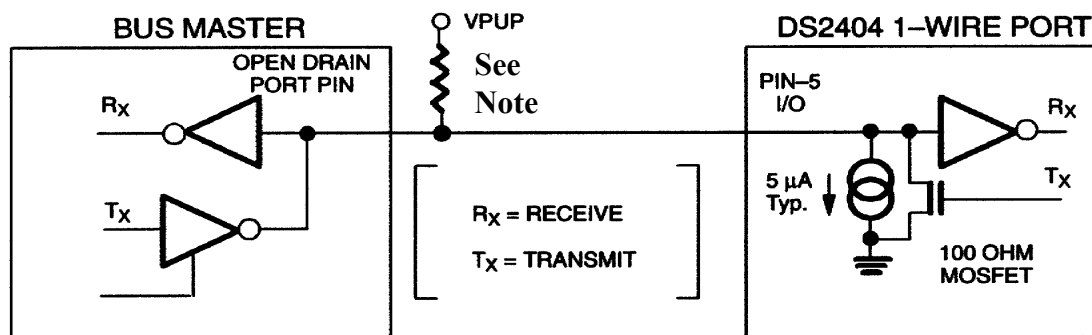 BUS MASTER
VPUP
DS2404 1–WIRE PORT
OPEN DRAIN
PORT PIN
See
Note
PIN–5
I/O
RX
RX
TX
TX
5 µA
Typ.
RX = RECEIVE
TX = TRANSMIT
100 OHM
MOSFET